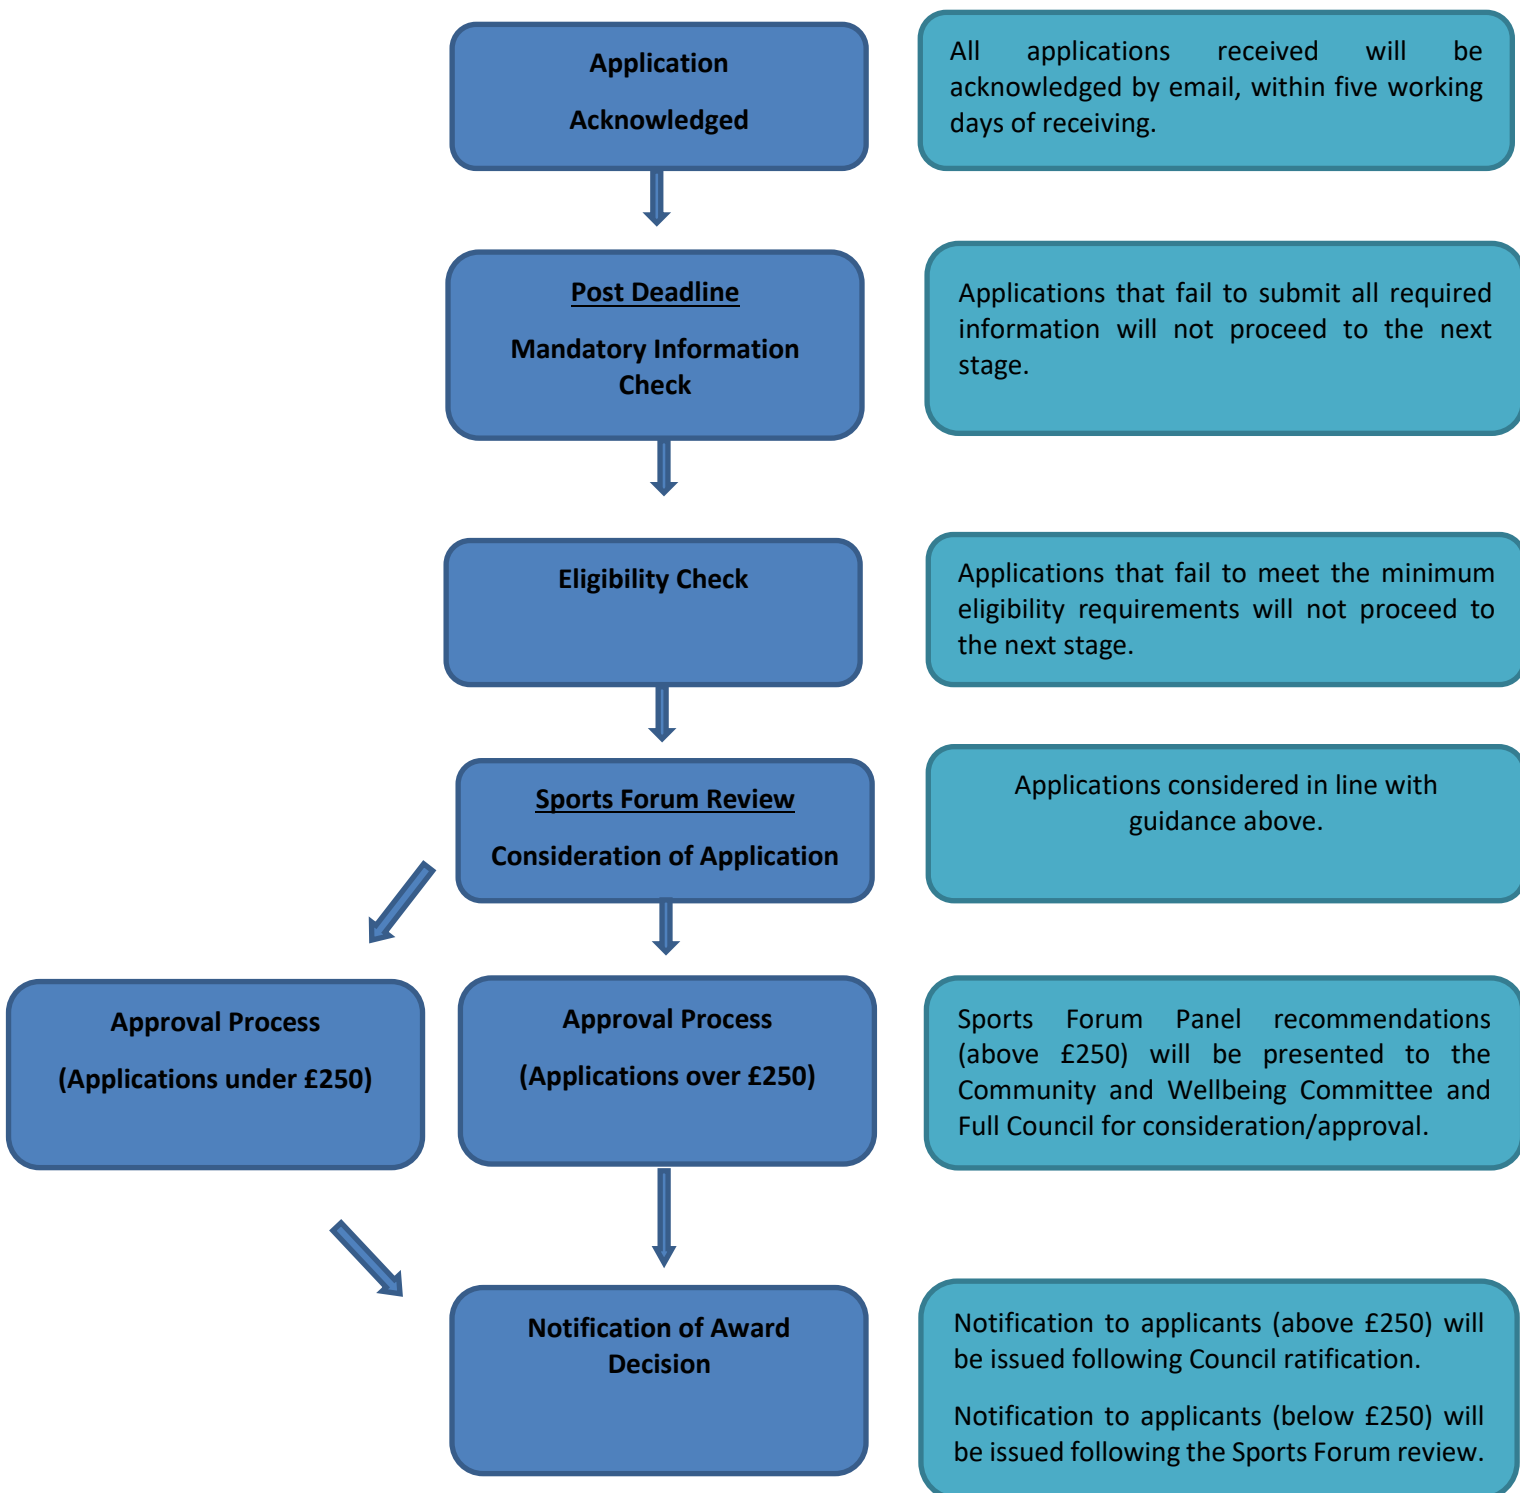 Application
Acknowledged
All applications received will be
acknowledged by email, within five working
days of receiving.
Post Deadline
Mandatory Information
Check
Applications that fail to submit all required
information will not proceed to the next
stage.
Eligibility Check
Applications that fail to meet the minimum
eligibility requirements will not proceed to
the next stage.
Sports Forum Review
Consideration of Application
Applications considered in line with
guidance above.
Approval Process
(Applications under £250)
Approval Process
(Applications over £250)
Sports Forum Panel recommendations
(above £250) will be presented to the
Community and Wellbeing Committee and
Full Council for consideration/approval.
Notification of Award
Decision
Notification to applicants (above £250) will
be issued following Council ratification.
Notification to applicants (below £250) will
be issued following the Sports Forum review.